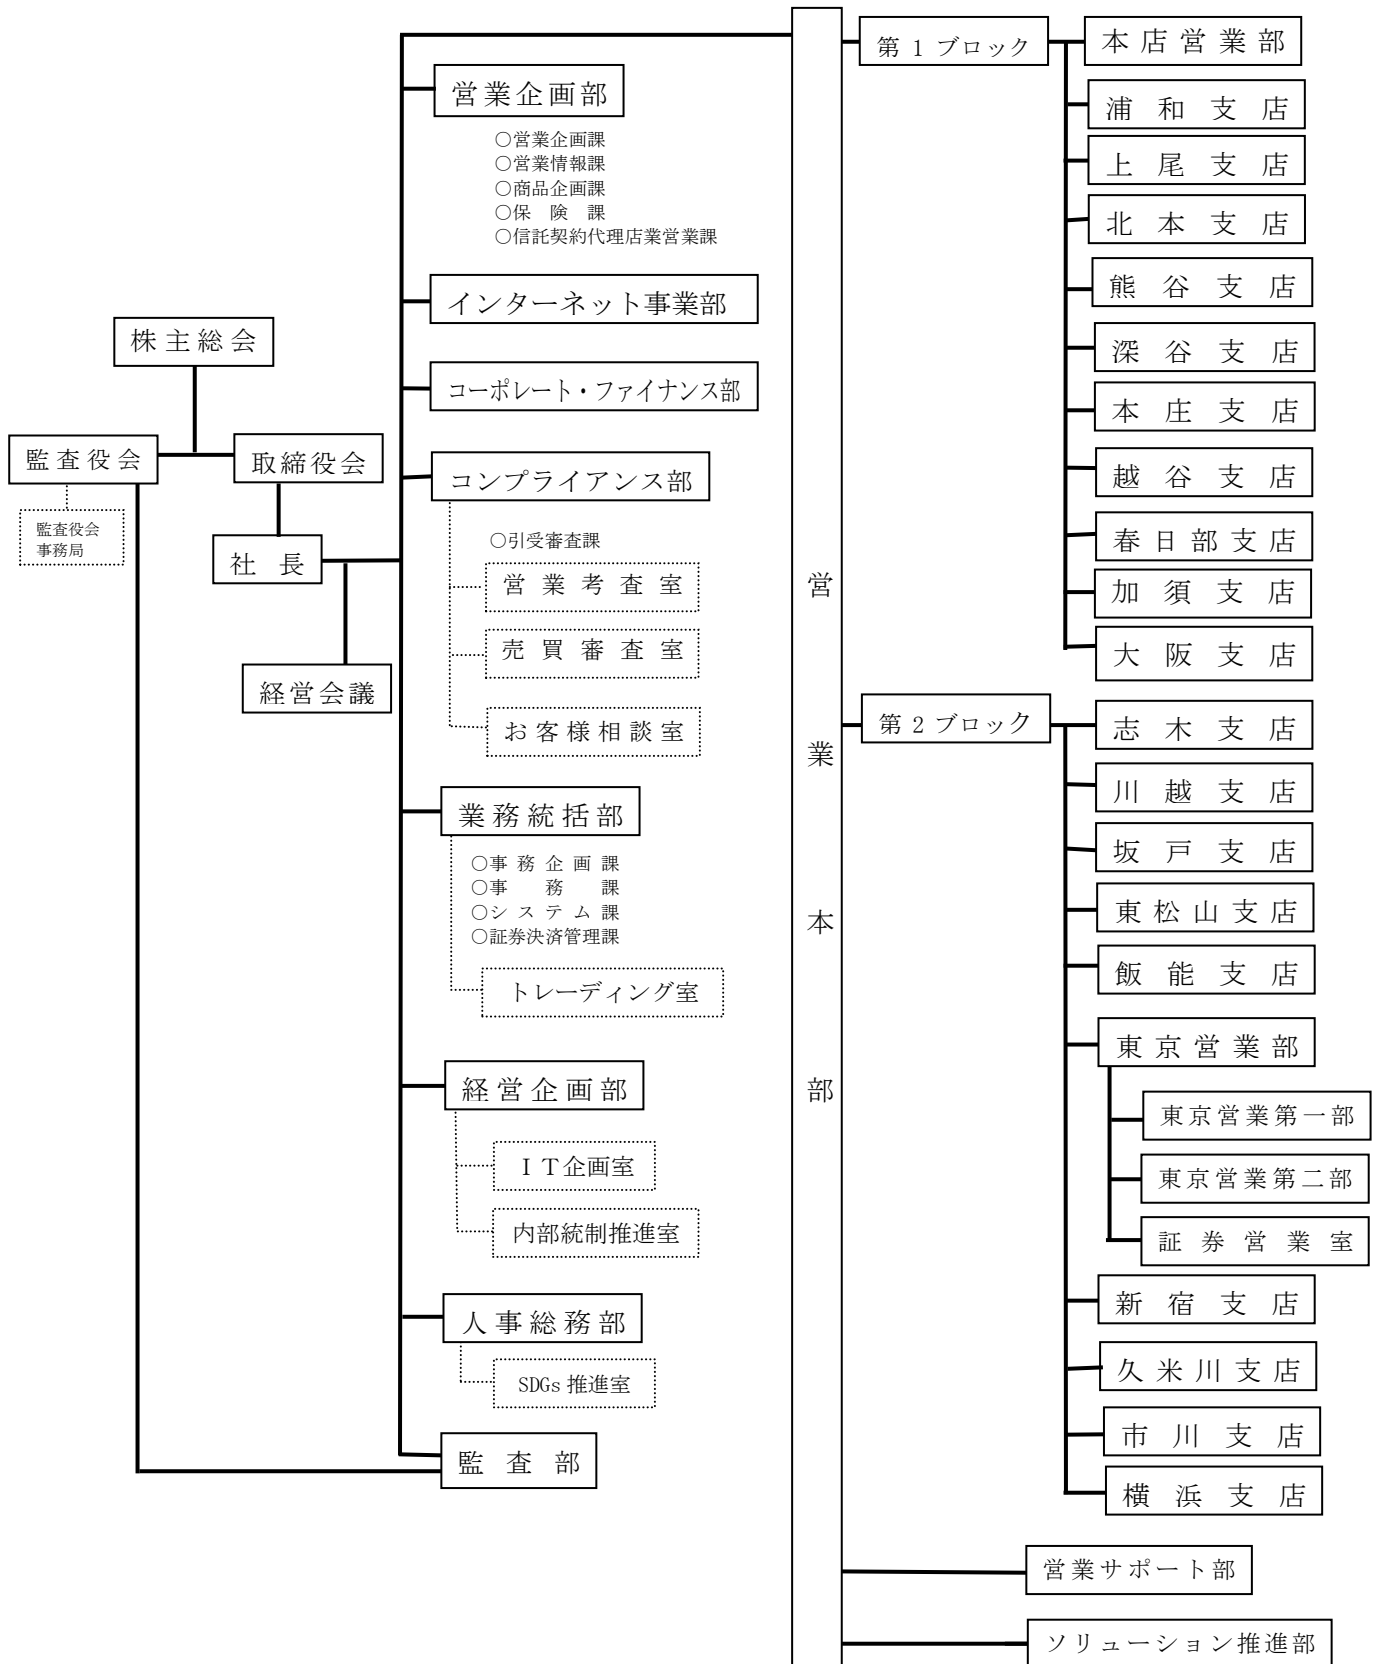 株主総会
監査役会
取締役会
監査役会
事務局
社長
経営会議
営業企画部
○営業企画課
○営業情報課
○商品企画課
○保険課
○信託契約代理店業営業課
インターネット事業部
コーポレート・ファイナンス部
コンプライアンス部
○引受審査課
営業考査室
売買審査室
お客様相談室
業務統括部
○事務企画課
○事務課
○システム課
○証券決済管理課
トレーディング室
経営企画部
ＩＴ企画室
内部統制推進室
人事総務部
SDGs推進室
監査部
営業本部
第1ブロック
本店営業部
浦和支店
上尾支店
北本支店
熊谷支店
深谷支店
本庄支店
越谷支店
春日部支店
加須支店
大阪支店
第2ブロック
志木支店
川越支店
坂戸支店
東松山支店
飯能支店
東京営業部
東京営業第一部
東京営業第二部
証券営業室
新宿支店
久米川支店
市川支店
横浜支店
営業サポート部
ソリューション推進部